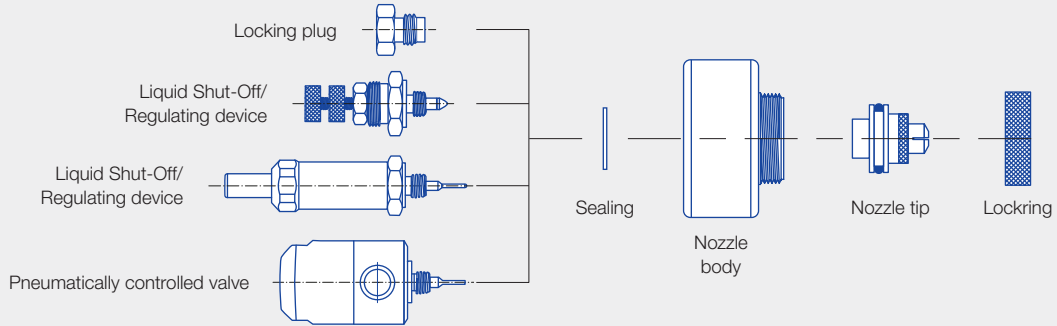 Locking plug
Liquid Shut-Off/
Regulating device
Liquid Shut-Off/
Regulating device
Pneumatically controlled valve
Sealing
Nozzle
body
Nozzle tip
Lockring